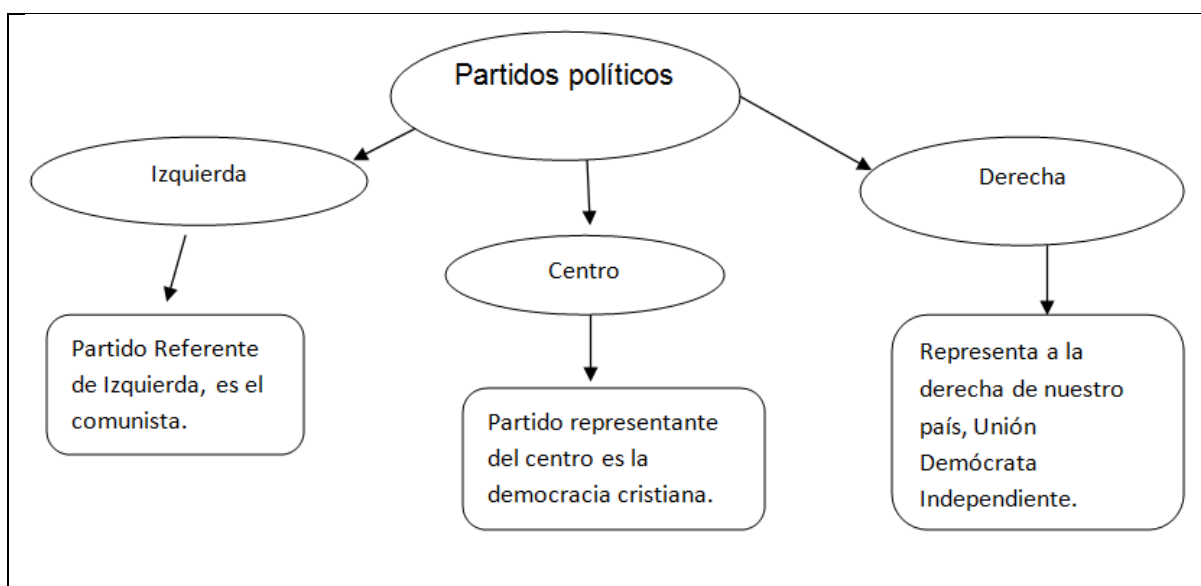 Partidos políticos
Izquierda
Centro
Derecha
Partido Referente
de Izquierda, es el
comunista.
Partido representante
del centro es la
democracia cristiana.
Representa a la
derecha de nuestro
país, Unión
Demócrata
Independiente.